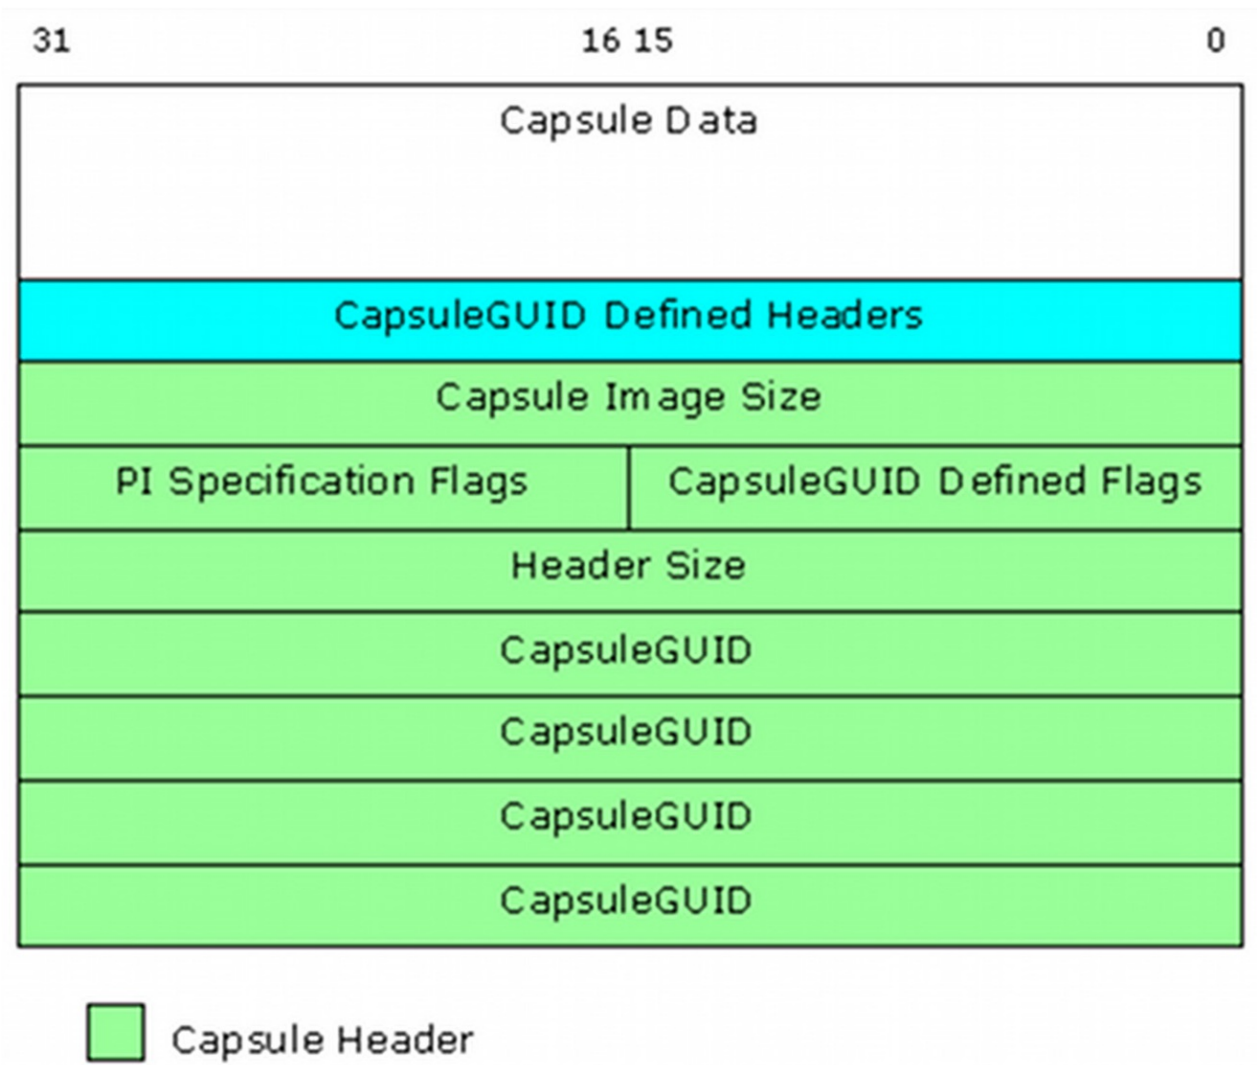 31 16 15 0
Capsule Data
CapsuleGUID Defined Headers
Capsule Image Size
PI Specification Flags CapsuleGUID Defined Flags
Header Size
CapsuleGUID
CapsuleGUID
CapsuleGUID
CapsuleGUID
Capsule Header